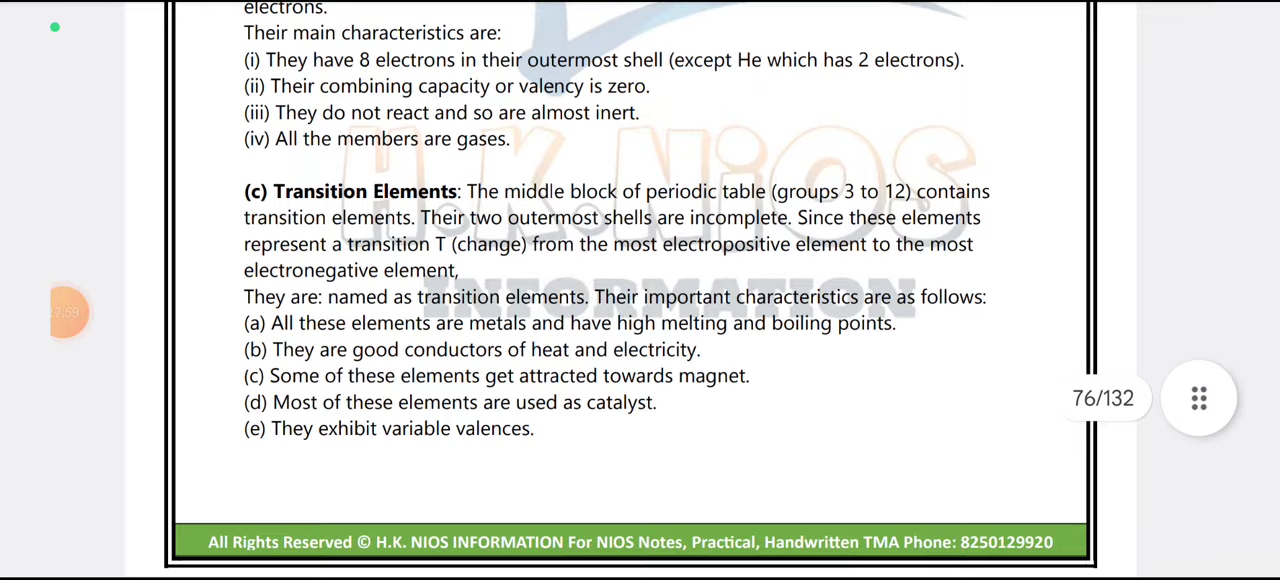 electrons.
Their main characteristics are:
(i) They have 8 electrons in their outermost shell (except He which has 2 electrons).
(ii) Their combining capacity or valency is zero.
(iii) They do not react and so are almost inert.
(iv) All the members are gases.
H.K.NiOS
(c) Transition Elements: The middle block of periodic table (groups 3 to 12) contains
transition elements. Their two outermost shells are incomplete. Since these elements
represent a transition T (change) from the most electropositive element to the most
electronegative element,
INFORMATION
They are: named as transition elements. Their important characteristics are as follows:
(a) All these elements are metals and have high melting and boiling points.
(b) They are good conductors of heat and electricity.
(c) Some of these elements get attracted towards magnet.
(d) Most of these elements are used as catalyst.
(e) They exhibit variable valences.
76/132
All Rights Reserved © H.K. NIOS INFORMATION For NIOS Notes, Practical, Handwritten TMA Phone: 8250129920